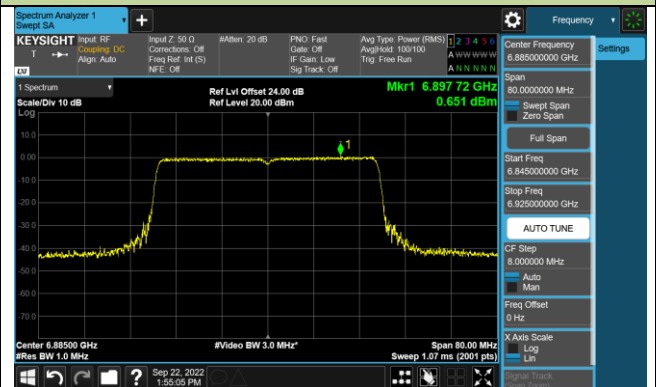 Spectrum Analyzer 1
Swept SA
Frequency
KEYSIGHT
Input: RF
Coupling: DC
Align: Auto
Input Z: 50 Ω
Corrections: Off
Freq Ref: Int (S)
NFE: Off
#Atten: 20 dB
PNO: Fast
Gate: Off
IF Gain: Low
Sig Track: Off
Avg Type: Power (RMS)
Avg|Hold: 100/100
Trig: Free Run
1 2 3 4 5 6
A W W W W W
A N N N N N
LXI
T
1 Spectrum
Scale/Div 10 dB
Log
Ref Lvl Offset 24.00 dB
Ref Level 20.00 dBm
Mkr1 6.897 72 GHz
0.651 dBm
10.0
0.00
-10.0
-20.0
-30.0
-40.0
-50.0
-60.0
-70.0
1
Center 6.88500 GHz
#Res BW 1.0 MHz
#Video BW 3.0 MHz*
Span 80.00 MHz
Sweep 1.07 ms (2001 pts)
Sep 22, 2022
1:55:05 PM
Center Frequency
6.885000000 GHz
Settings
Span
80.0000000 MHz
Swept Span
Zero Span
Full Span
Start Freq
6.845000000 GHz
Stop Freq
6.925000000 GHz
AUTO TUNE
CF Step
8.000000 MHz
Auto
Man
Freq Offset
0 Hz
X Axis Scale
Log
Lin
Signal Track
(Span Zoom)